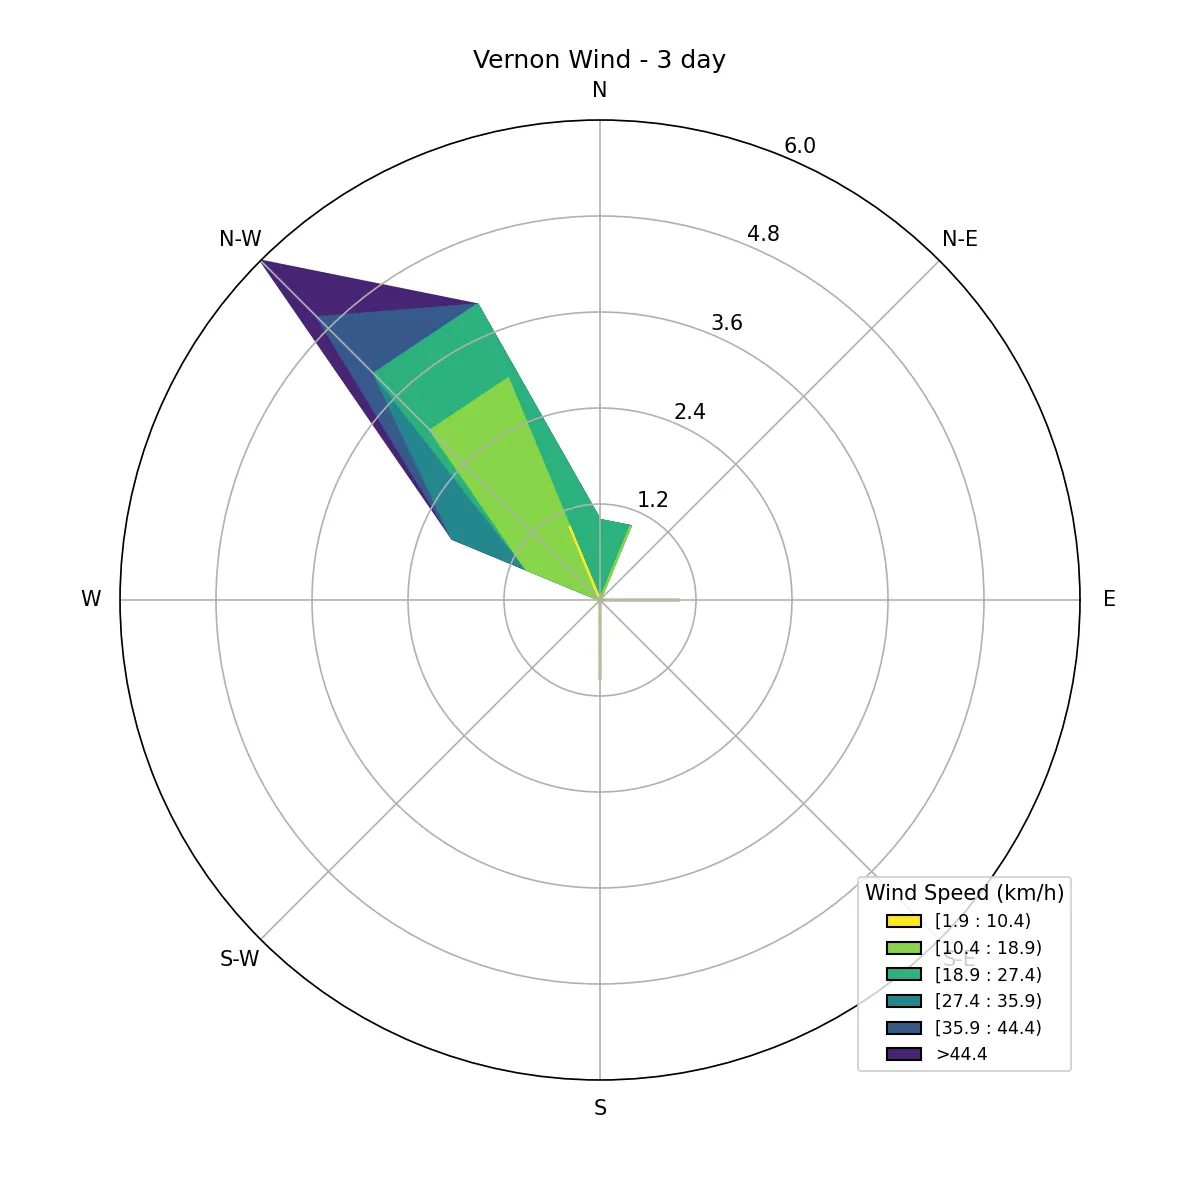 Vernon Wind - 3 day
N
6.0
4.8
N-W
N-E
3.6
2.4
1.2
W
E
Wind Speed (km/h)
[1.9 : 10.4)
[10.4 : 18.9)
S-W
S-E
[18.9 : 27.4)
[27.4 : 35.9)
[35.9 : 44.4)
>44.4
S